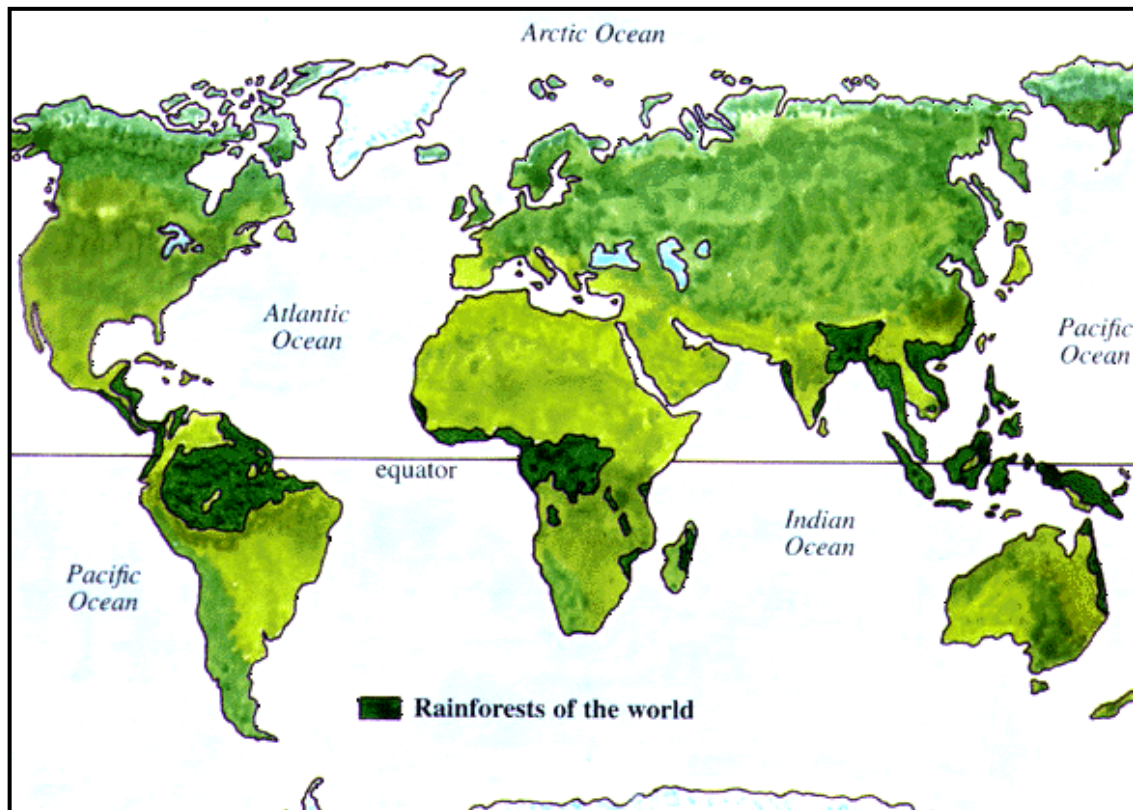 Arctic Ocean
Atlantic
Ocean
Pacific
Ocean
equator
Indian
Ocean
Pacific
Ocean
Rainforests of the world